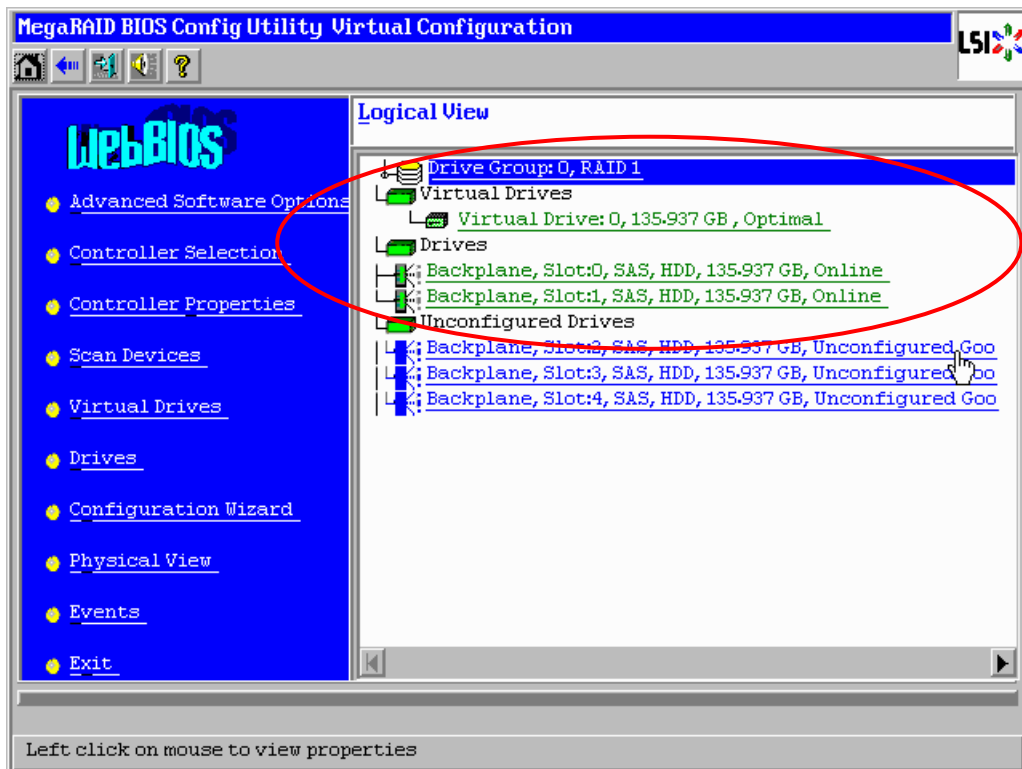 MegaRAID BIOS Config Utility Virtual Configuration
LSI
?
WebBIOS
Logical View
Advanced Software Options
Controller Selection
Controller Properties
Scan Devices
Virtual Drives
Drives
Configuration Wizard
Physical View
Events
Exit
Drive Group: 0, RAID 1
Virtual Drives
Virtual Drive: 0, 135.937 GB , Optimal
Drives
Backplane, Slot:0, SAS, HDD, 135.937 GB, Online
Backplane, Slot:1, SAS, HDD, 135.937 GB, Online
Unconfigured Drives
Backplane, Slot:2, SAS, HDD, 135.937 GB, Unconfigured Goo
Backplane, Slot:3, SAS, HDD, 135.937 GB, Unconfigured Goo
Backplane, Slot:4, SAS, HDD, 135.937 GB, Unconfigured Goo
Left click on mouse to view properties